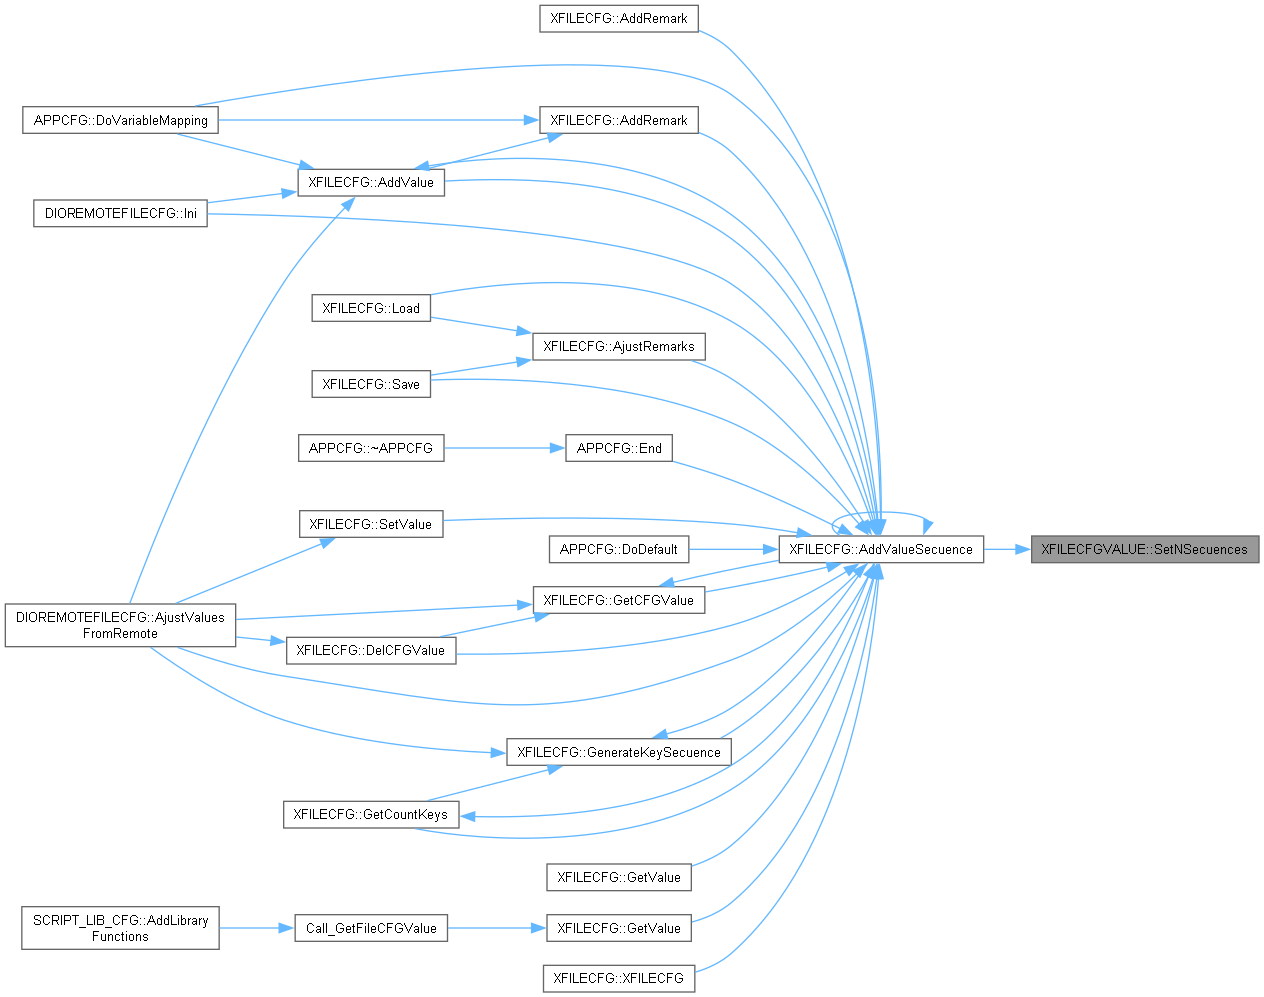 XFILECFG::AddRemark
APPCFG::DoVariableMapping
XFILECFG::AddRemark
XFILECFG::AddValue
DIOREMOTEFILECFG::Ini
XFILECFG::Load
XFILECFG::AjustRemarks
XFILECFG::Save
APPCFG::~APPCFG
APPCFG::End
XFILECFG::SetValue
APPCFG::DoDefault
XFILECFG::AddValueSecuence
XFILECFGVALUE::SetNSecuences
XFILECFG::GetCFGValue
DIOREMOTEFILECFG::AjustValues
FromRemote
XFILECFG::DelCFGValue
XFILECFG::GenerateKeySecuence
XFILECFG::GetCountKeys
XFILECFG::GetValue
SCRIPT_LIB_CFG::AddLibrary
Functions
Call_GetFileCFGValue
XFILECFG::GetValue
XFILECFG::XFILECFG